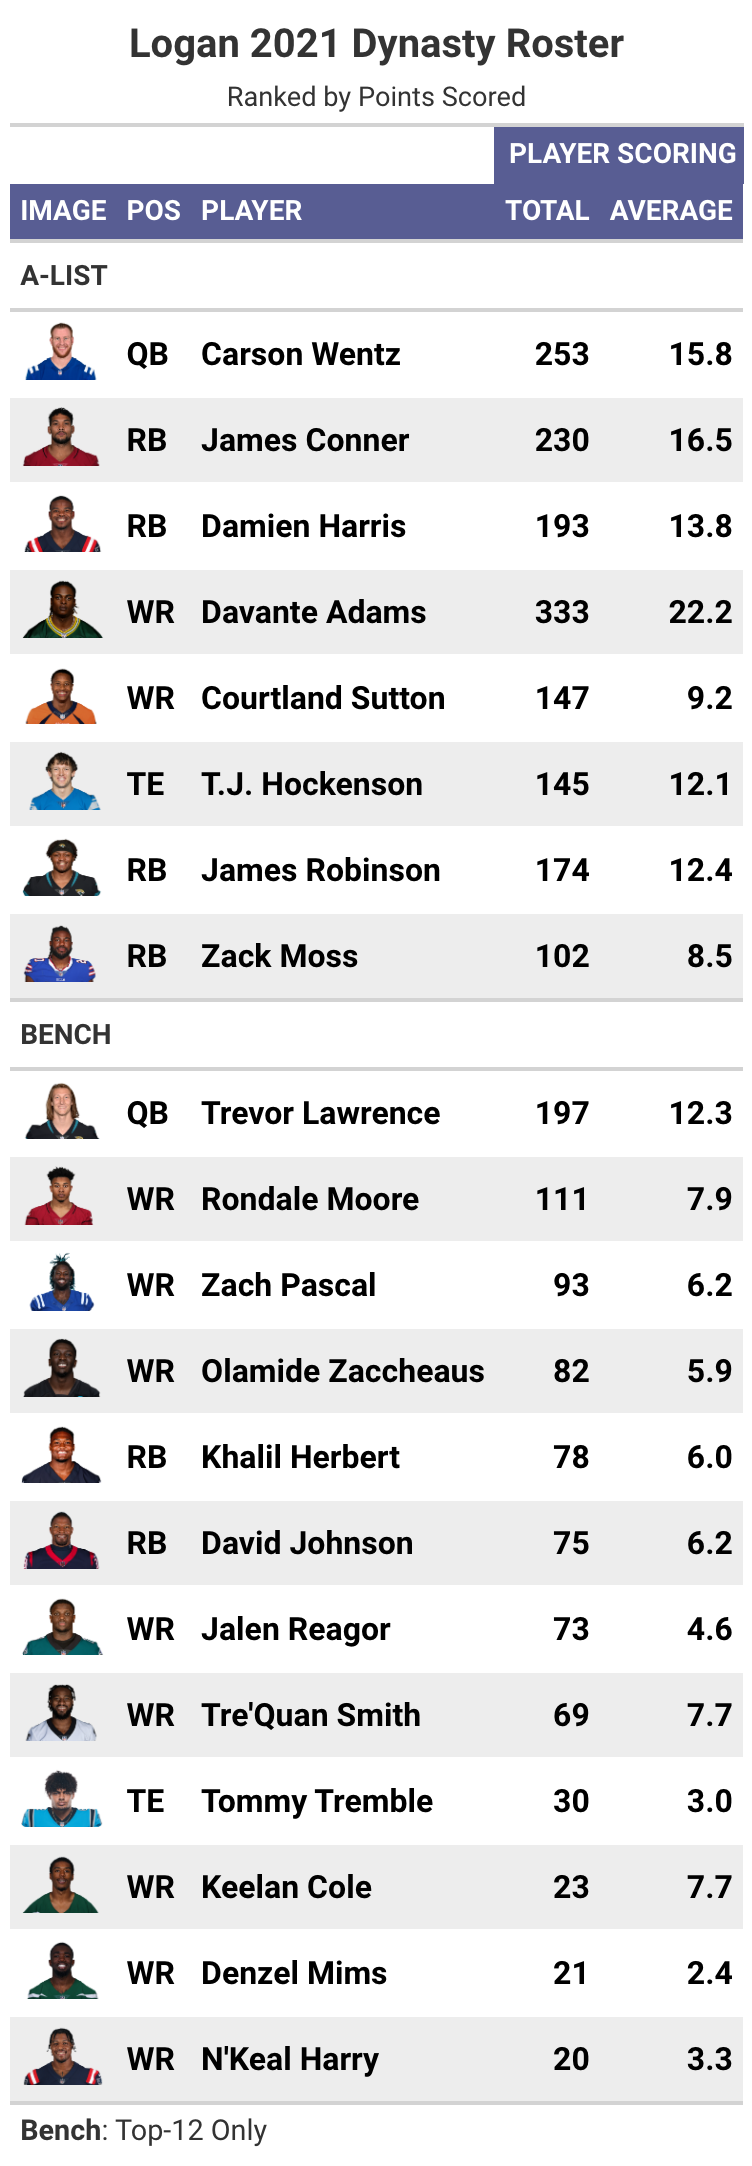 Logan 2021 Dynasty Roster
Ranked by Points Scored
PLAYER SCORING
IMAGE POS PLAYER TOTAL AVERAGE
A-LIST
QB Carson Wentz 253 15.8
RB James Conner 230 16.5
RB Damien Harris 193 13.8
WR Davante Adams 333 22.2
WR Courtland Sutton 147 9.2
TE T.J. Hockenson 145 12.1
RB James Robinson 174 12.4
RB Zack Moss 102 8.5
BENCH
QB Trevor Lawrence 197 12.3
WR Rondale Moore 111 7.9
WR Zach Pascal 93 6.2
WR Olamide Zaccheaus 82 5.9
RB Khalil Herbert 78 6.0
RB David Johnson 75 6.2
WR Jalen Reagor 73 4.6
WR Tre'Quan Smith 69 7.7
TE Tommy Tremble 30 3.0
WR Keelan Cole 23 7.7
WR Denzel Mims 21 2.4
WR N'Keal Harry 20 3.3
Bench: Top-12 Only